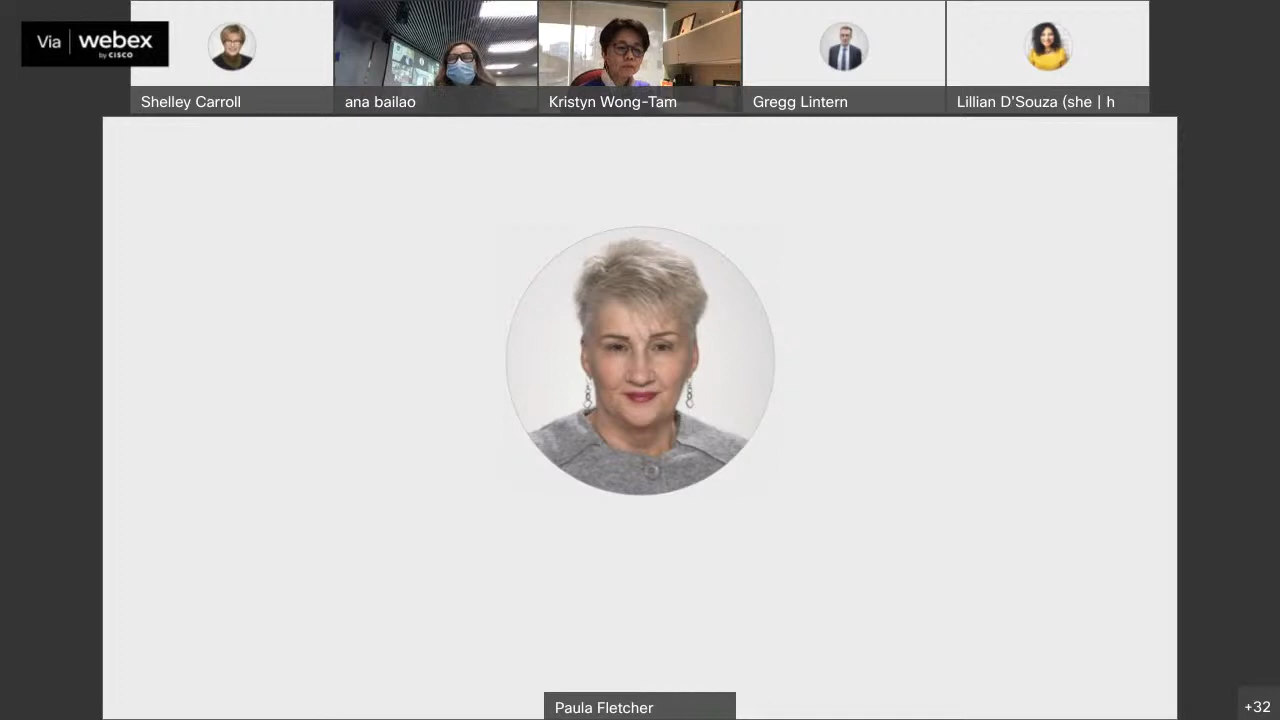 Via webex
by CISCO
Shelley Carroll
ana bailao
Kristyn Wong-Tam
Gregg Lintern
Lillian D'Souza (she | h
Paula Fletcher
+32